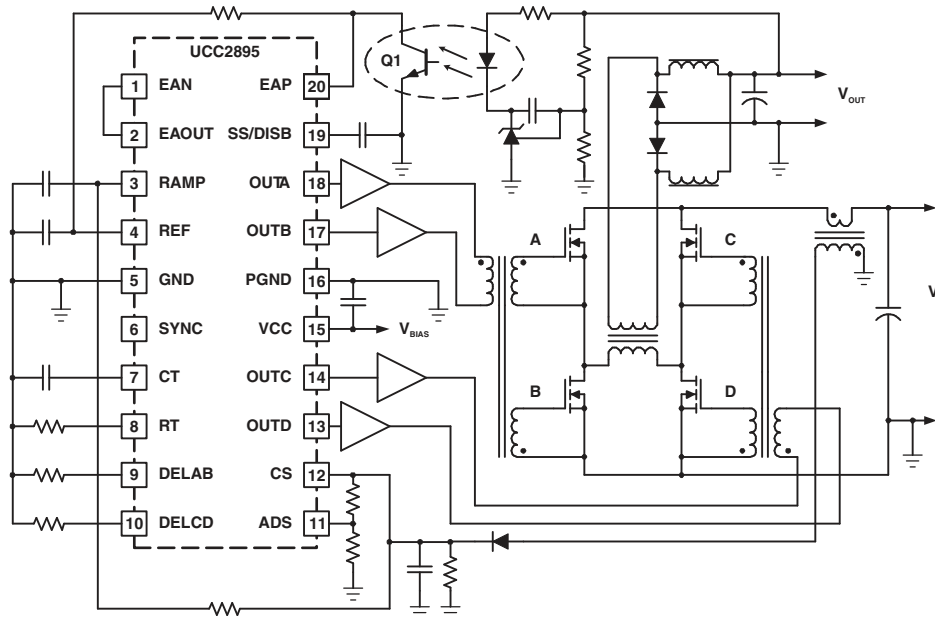 UCC2895
Q1
1 EAN EAP 20
2 EAOUT SS/DISB 19
3 RAMP OUTA 18
4 REF OUTB 17
5 GND PGND 16
6 SYNC VCC 15
7 CT OUTC 14
8 RT OUTD 13
9 DELAB CS 12
10 DELCD ADS 11
VOUT
A C
VBIAS
B D
V